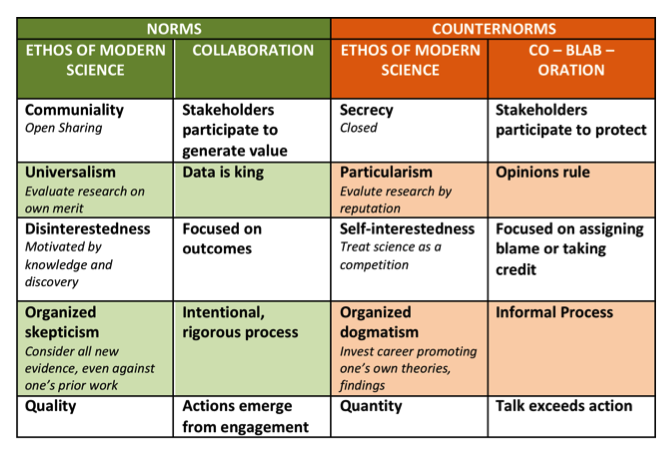 NORMS
COUNTERNORMS
ETHOS OF MODERN
SCIENCE
COLLABORATION
ETHOS OF MODERN
SCIENCE
CO – BLAB –
ORATION
Communiality
Open Sharing
Stakeholders
participate to
generate value
Secrecy
Closed
Stakeholders
participate to protect
Universalism
Evaluate research on
own merit
Data is king
Particularism
Evalute research by
reputation
Opinions rule
Disinterestedness
Motivated by
knowledge and
discovery
Focused on
outcomes
Self-interestedness
Treat science as a
competition
Focused on assigning
blame or taking
credit
Organized
skepticism
Consider all new
evidence, even against
one’s prior work
Intentional,
rigorous process
Organized
dogmatism
Invest career promoting
one’s own theories,
findings
Informal Process
Quality
Actions emerge
from engagement
Quantity
Talk exceeds action